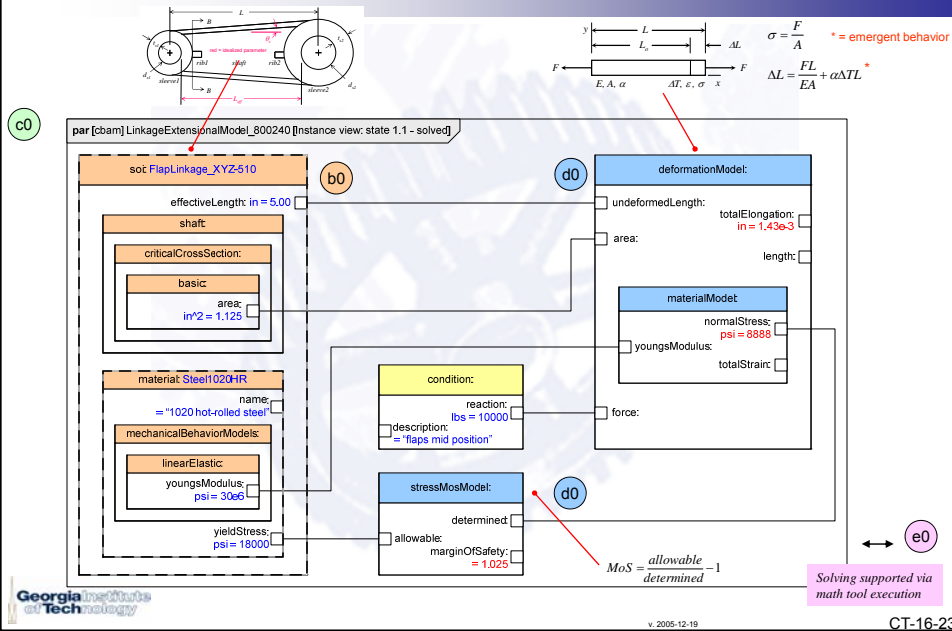 L
B
red = idealized parameter
rib1
shaft
rib2
sleeve1
sleeve2
B
y
L
L
ΔL
F
F
E, A, α
ΔT, ε, σ
x
σ = F/A
* = emergent behavior
ΔL = FL/EA + αΔTL *
c0
par [cbam] LinkageExtensionalModel_800240 [Instance view: state 1.1 - solved]
soi: FlapLinkage_XYZ-510
b0
effectiveLength: in = 5.00
shaft:
criticalCrossSection:
basic:
area:
in^2 = 1.125
material: Steel1020HR
name:
= "1020 hot-rolled steel"
mechanicalBehaviorModels:
linearElastic:
youngsModulus:
psi = 30e6
yieldStress:
psi = 18000
condition:
reaction:
lbs = 10000
description:
= "flaps mid position"
stressMosModel:
determined:
allowable:
marginOfSafety:
= 1.025
d0
d0
deformationModel:
undeformedLength:
totalElongation:
in = 1.43e-3
area:
length:
materialModel:
normalStress:
psi = 8888
youngsModulus:
totalStrain:
force:
MoS = allowable/determined − 1
e0
Solving supported via
math tool execution
Georgia Institute
of Technology
v. 2005-12-19
CT-16-23